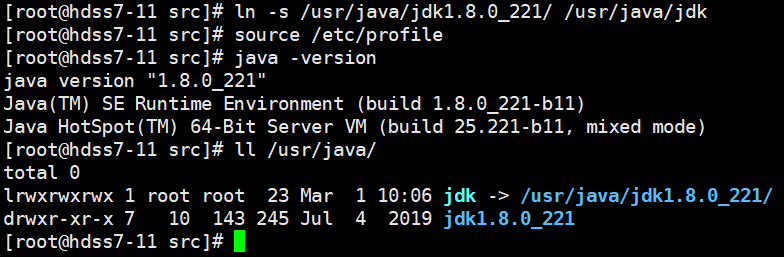 [root@hdss7-11 src]# ln -s /usr/java/jdk1.8.0_221/ /usr/java/jdk
[root@hdss7-11 src]# source /etc/profile
[root@hdss7-11 src]# java -version
java version "1.8.0_221"
Java(TM) SE Runtime Environment (build 1.8.0_221-b11)
Java HotSpot(TM) 64-Bit Server VM (build 25.221-b11, mixed mode)
[root@hdss7-11 src]# ll /usr/java/
total 0
lrwxrwxrwx 1 root root  23 Mar  1 10:06 jdk -> /usr/java/jdk1.8.0_221/
drwxr-xr-x 7   10  143 245 Jul  4  2019 jdk1.8.0_221
[root@hdss7-11 src]#